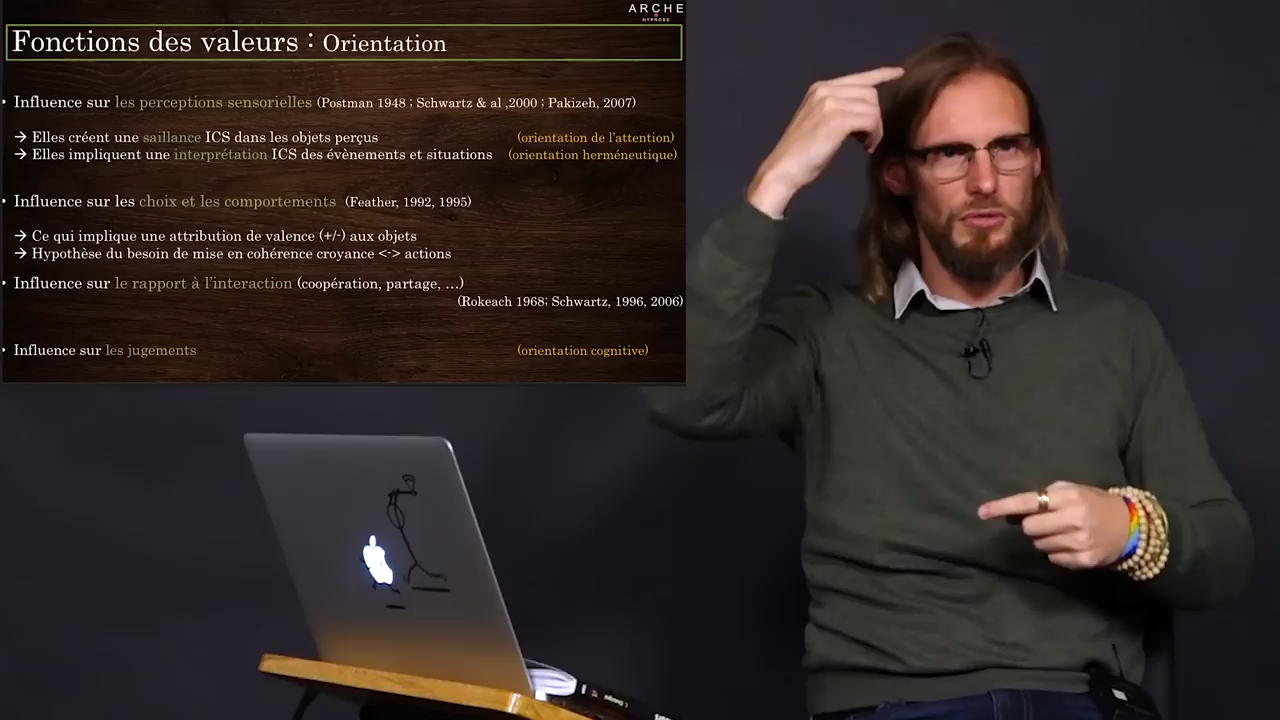 ARCHE
HYPNOSE
Fonctions des valeurs : Orientation
• Influence sur les perceptions sensorielles (Postman 1948 ; Schwartz & al ,2000 ; Pakizeh, 2007)
→ Elles créent une saillance ICS dans les objets perçus (orientation de l'attention)
→ Elles impliquent une interprétation ICS des évènements et situations (orientation herméneutique)
• Influence sur les choix et les comportements (Feather, 1992, 1995)
→ Ce qui implique une attribution de valence (+/-) aux objets
→ Hypothèse du besoin de mise en cohérence croyance <-> actions
• Influence sur le rapport à l'interaction (coopération, partage, …)
(Rokeach 1968; Schwartz, 1996, 2006)
• Influence sur les jugements (orientation cognitive)